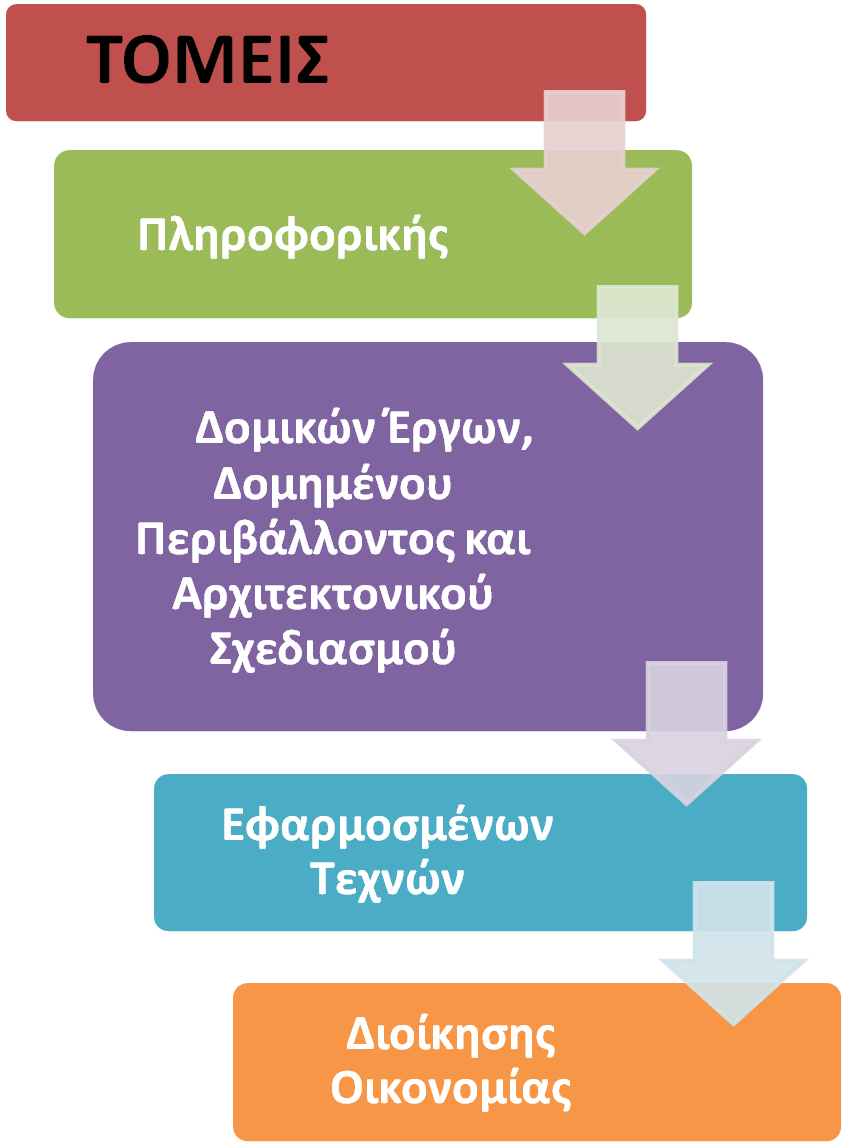 ΤΟΜΕΙΣ
Πληροφορικής
Δομικών Έργων,
Δομημένου
Περιβάλλοντος και
Αρχιτεκτονικού
Σχεδιασμού
Εφαρμοσμένων
Τεχνών
Διοίκησης
Οικονομίας